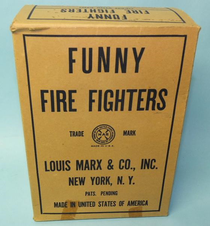 FUNNY
FIRE FIGHTERS
FUNNY
FIRE FIGHTERS
TRADE MARK
LOUIS MARX & CO., INC.
NEW YORK, N. Y.
PATS. PENDING
MADE IN UNITED STATES OF AMERICA